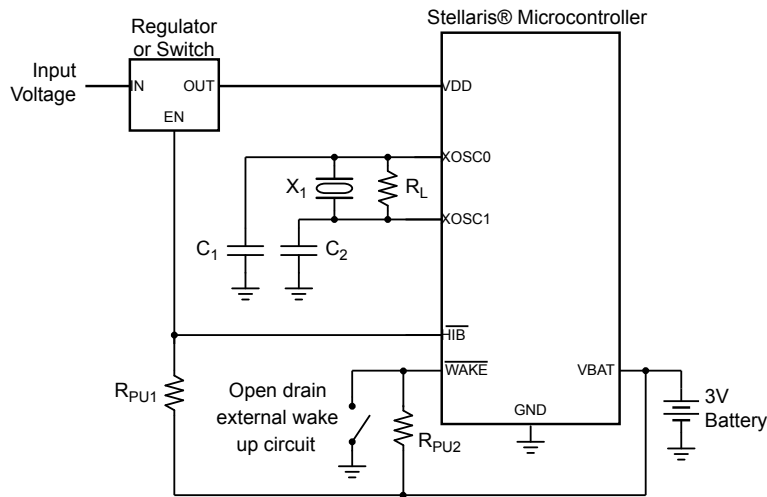 Stellaris® Microcontroller
Regulator
or Switch
Input
Voltage
IN
OUT
EN
VDD
XOSC0
X1
RL
XOSC1
C1
C2
HIB
WAKE
VBAT
RPU1
Open drain
external wake
up circuit
RPU2
GND
3V
Battery